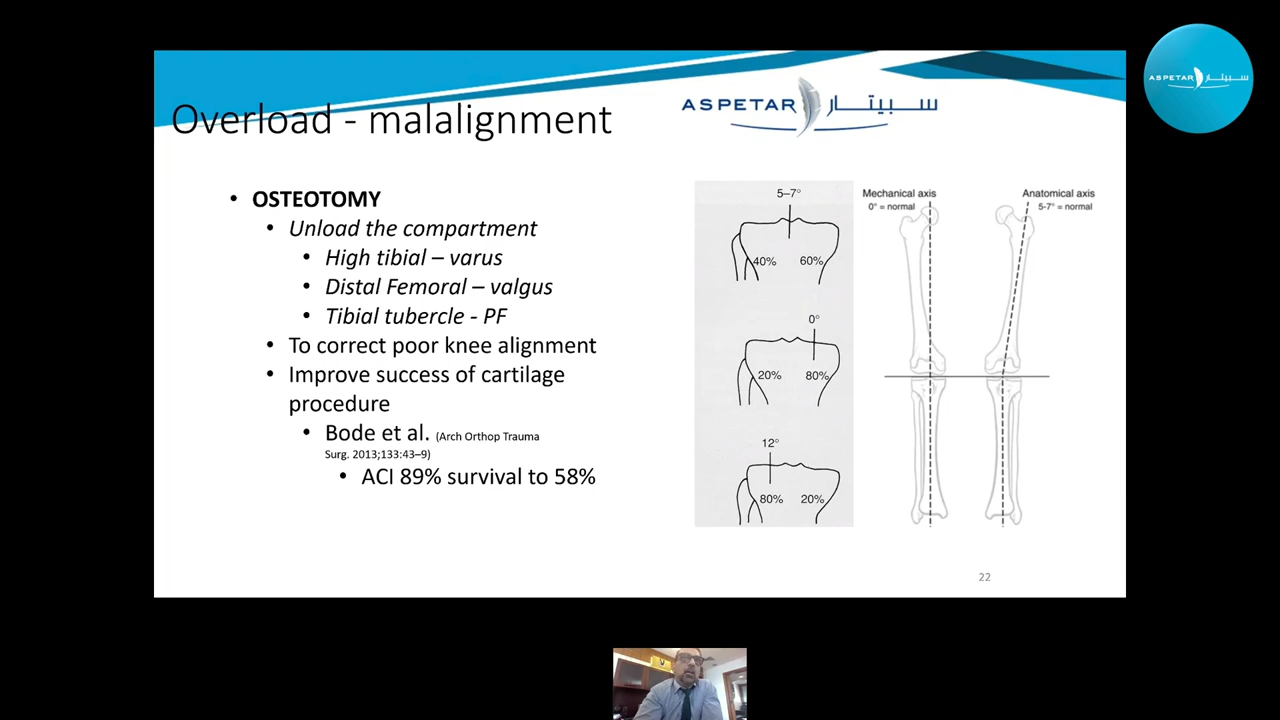 ASPETAR سبيتار
Overload - malalignment
ASPETAR سبيتار
• OSTEOTOMY
• Unload the compartment
• High tibial – varus
• Distal Femoral – valgus
• Tibial tubercle - PF
• To correct poor knee alignment
• Improve success of cartilage
procedure
• Bode et al. (Arch Orthop Trauma
Surg. 2013;133:43–9)
• ACI 89% survival to 58%
5–7°
40% 60%
0°
20% 80%
12°
80% 20%
Mechanical axis
0° = normal
Anatomical axis
5-7° = normal
22